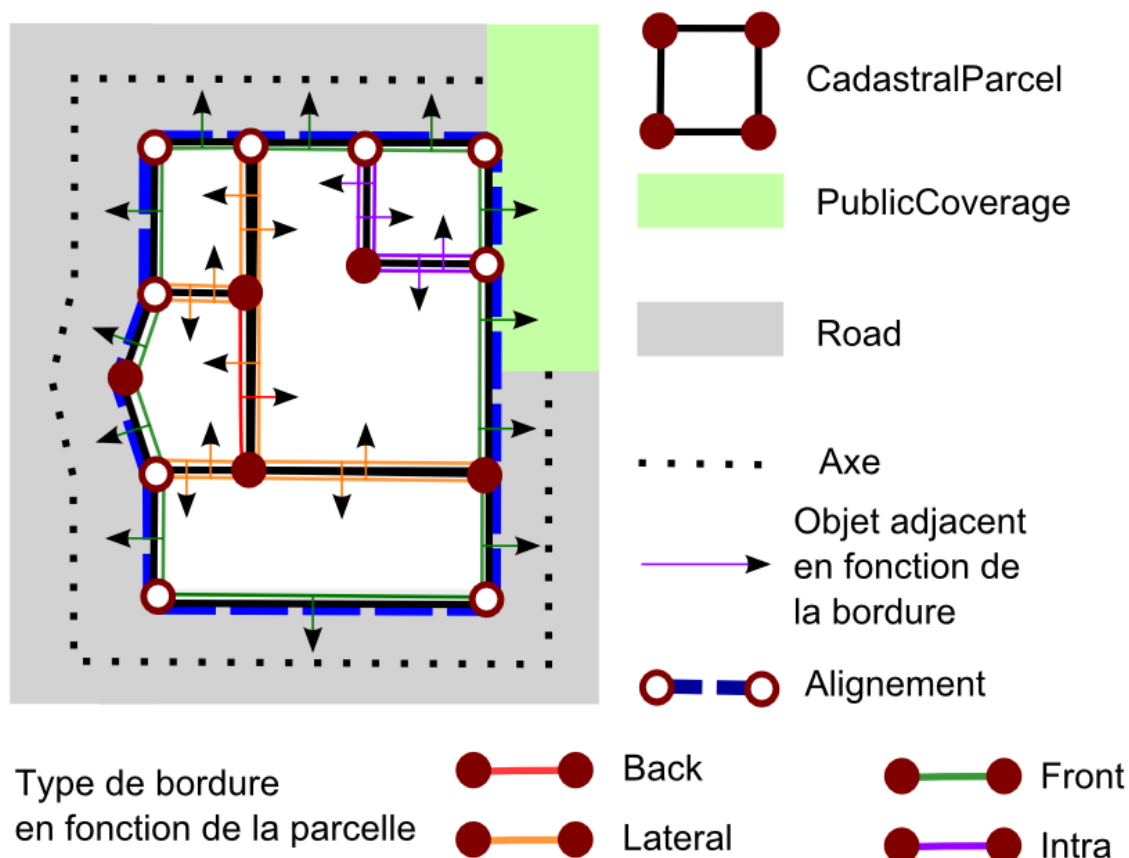 CadastralParcel
PublicCoverage
Road
Axe
Objet adjacent
en fonction de
la bordure
Alignement
Type de bordure
en fonction de la parcelle
Back
Lateral
Front
Intra